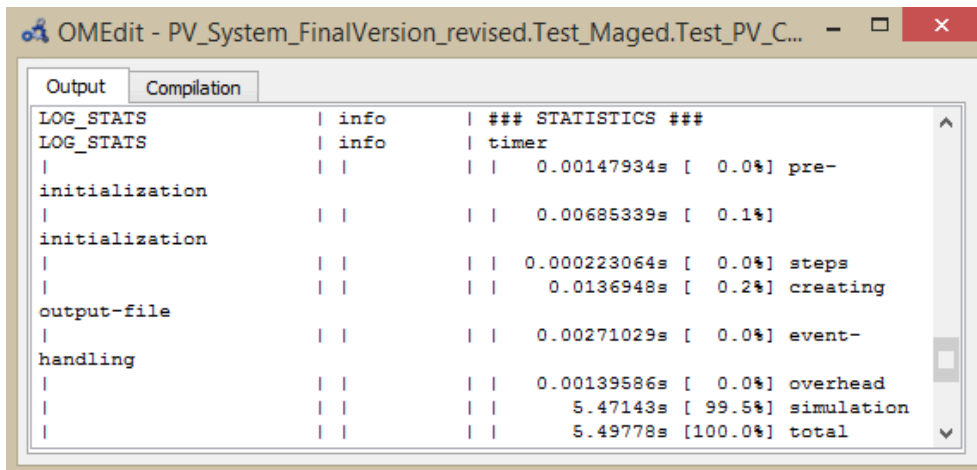 OMEdit - PV_System_FinalVersion_revised.Test_Maged.Test_PV_C...
Output Compilation
LOG_STATS | info | ### STATISTICS ###
LOG_STATS | info | timer
| | | | | 0.00147934s [ 0.0%] pre-
initialization
| | | | | 0.00685339s [ 0.1%]
initialization
| | | | | 0.000223064s [ 0.0%] steps
| | | | | 0.0136948s [ 0.2%] creating
output-file
| | | | | 0.00271029s [ 0.0%] event-
handling
| | | | | 0.00139586s [ 0.0%] overhead
| | | | | 5.47143s [ 99.5%] simulation
| | | | | 5.49778s [100.0%] total